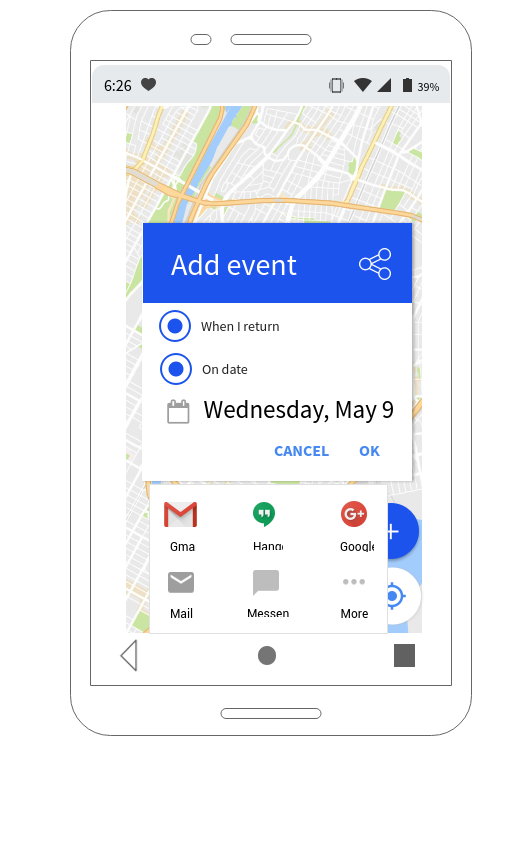 6:26
39%
Add event
When I return
On date
Wednesday, May 9
CANCEL OK
Gma Hang Google
Mail Messen More